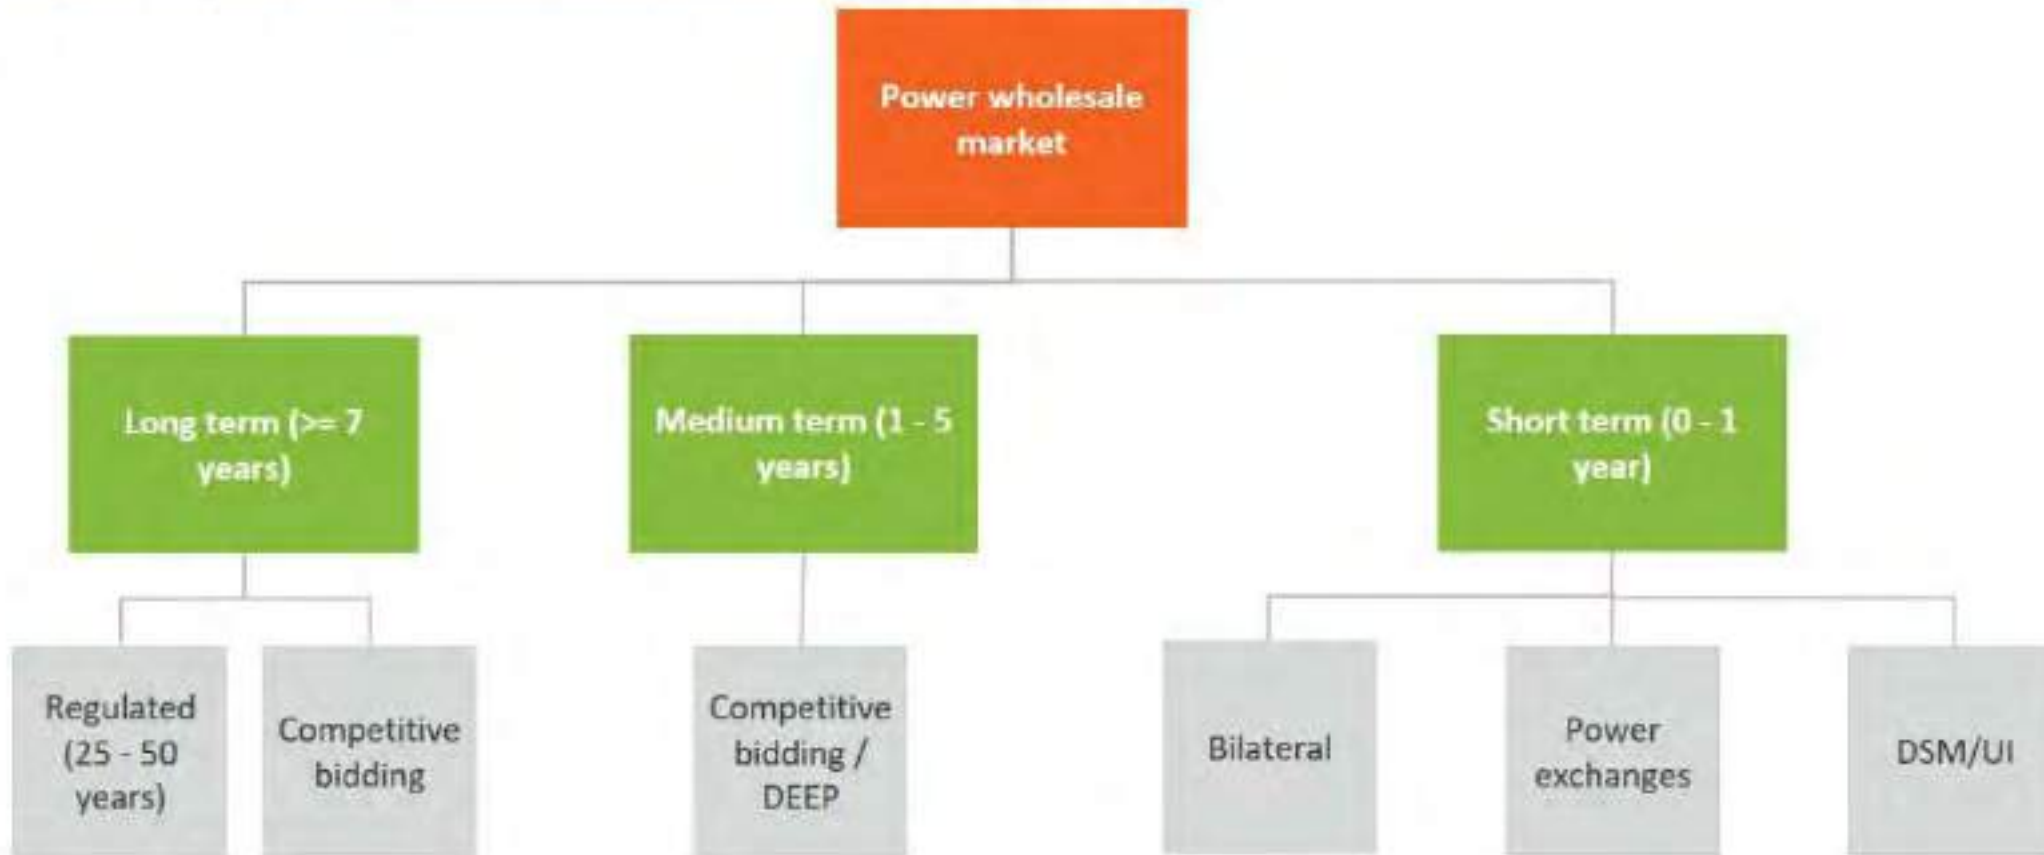 Power wholesale
market
Long term (>= 7
years)
Medium term (1 - 5
years)
Short term (0 - 1
year)
Regulated
(25 - 50
years)
Competitive
bidding
Competitive
bidding /
DEEP
Bilateral
Power
exchanges
DSM/UI